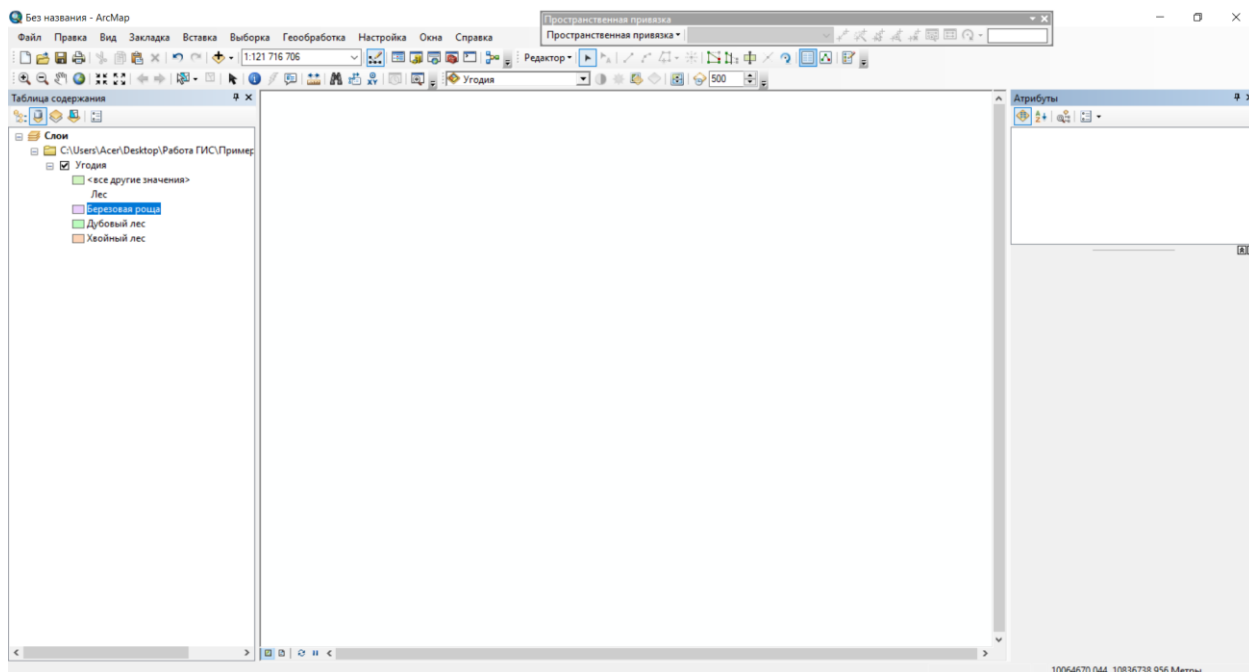 Без названия - ArcMap
Пространственная привязка
Файл Правка Вид Закладка Вставка Выборка Геообработка Настройка Окна Справка
Пространственная привязка
1:121 716 706
Редактор
Угодия
500
Таблица содержания
Атрибуты
Слои
C:\Users\Acer\Desktop\Работа ГИС\Пример
Угодия
<все другие значения>
Лес
Березовая роща
Дубовый лес
Хвойный лес
10064670,044 10836738,956 Метры